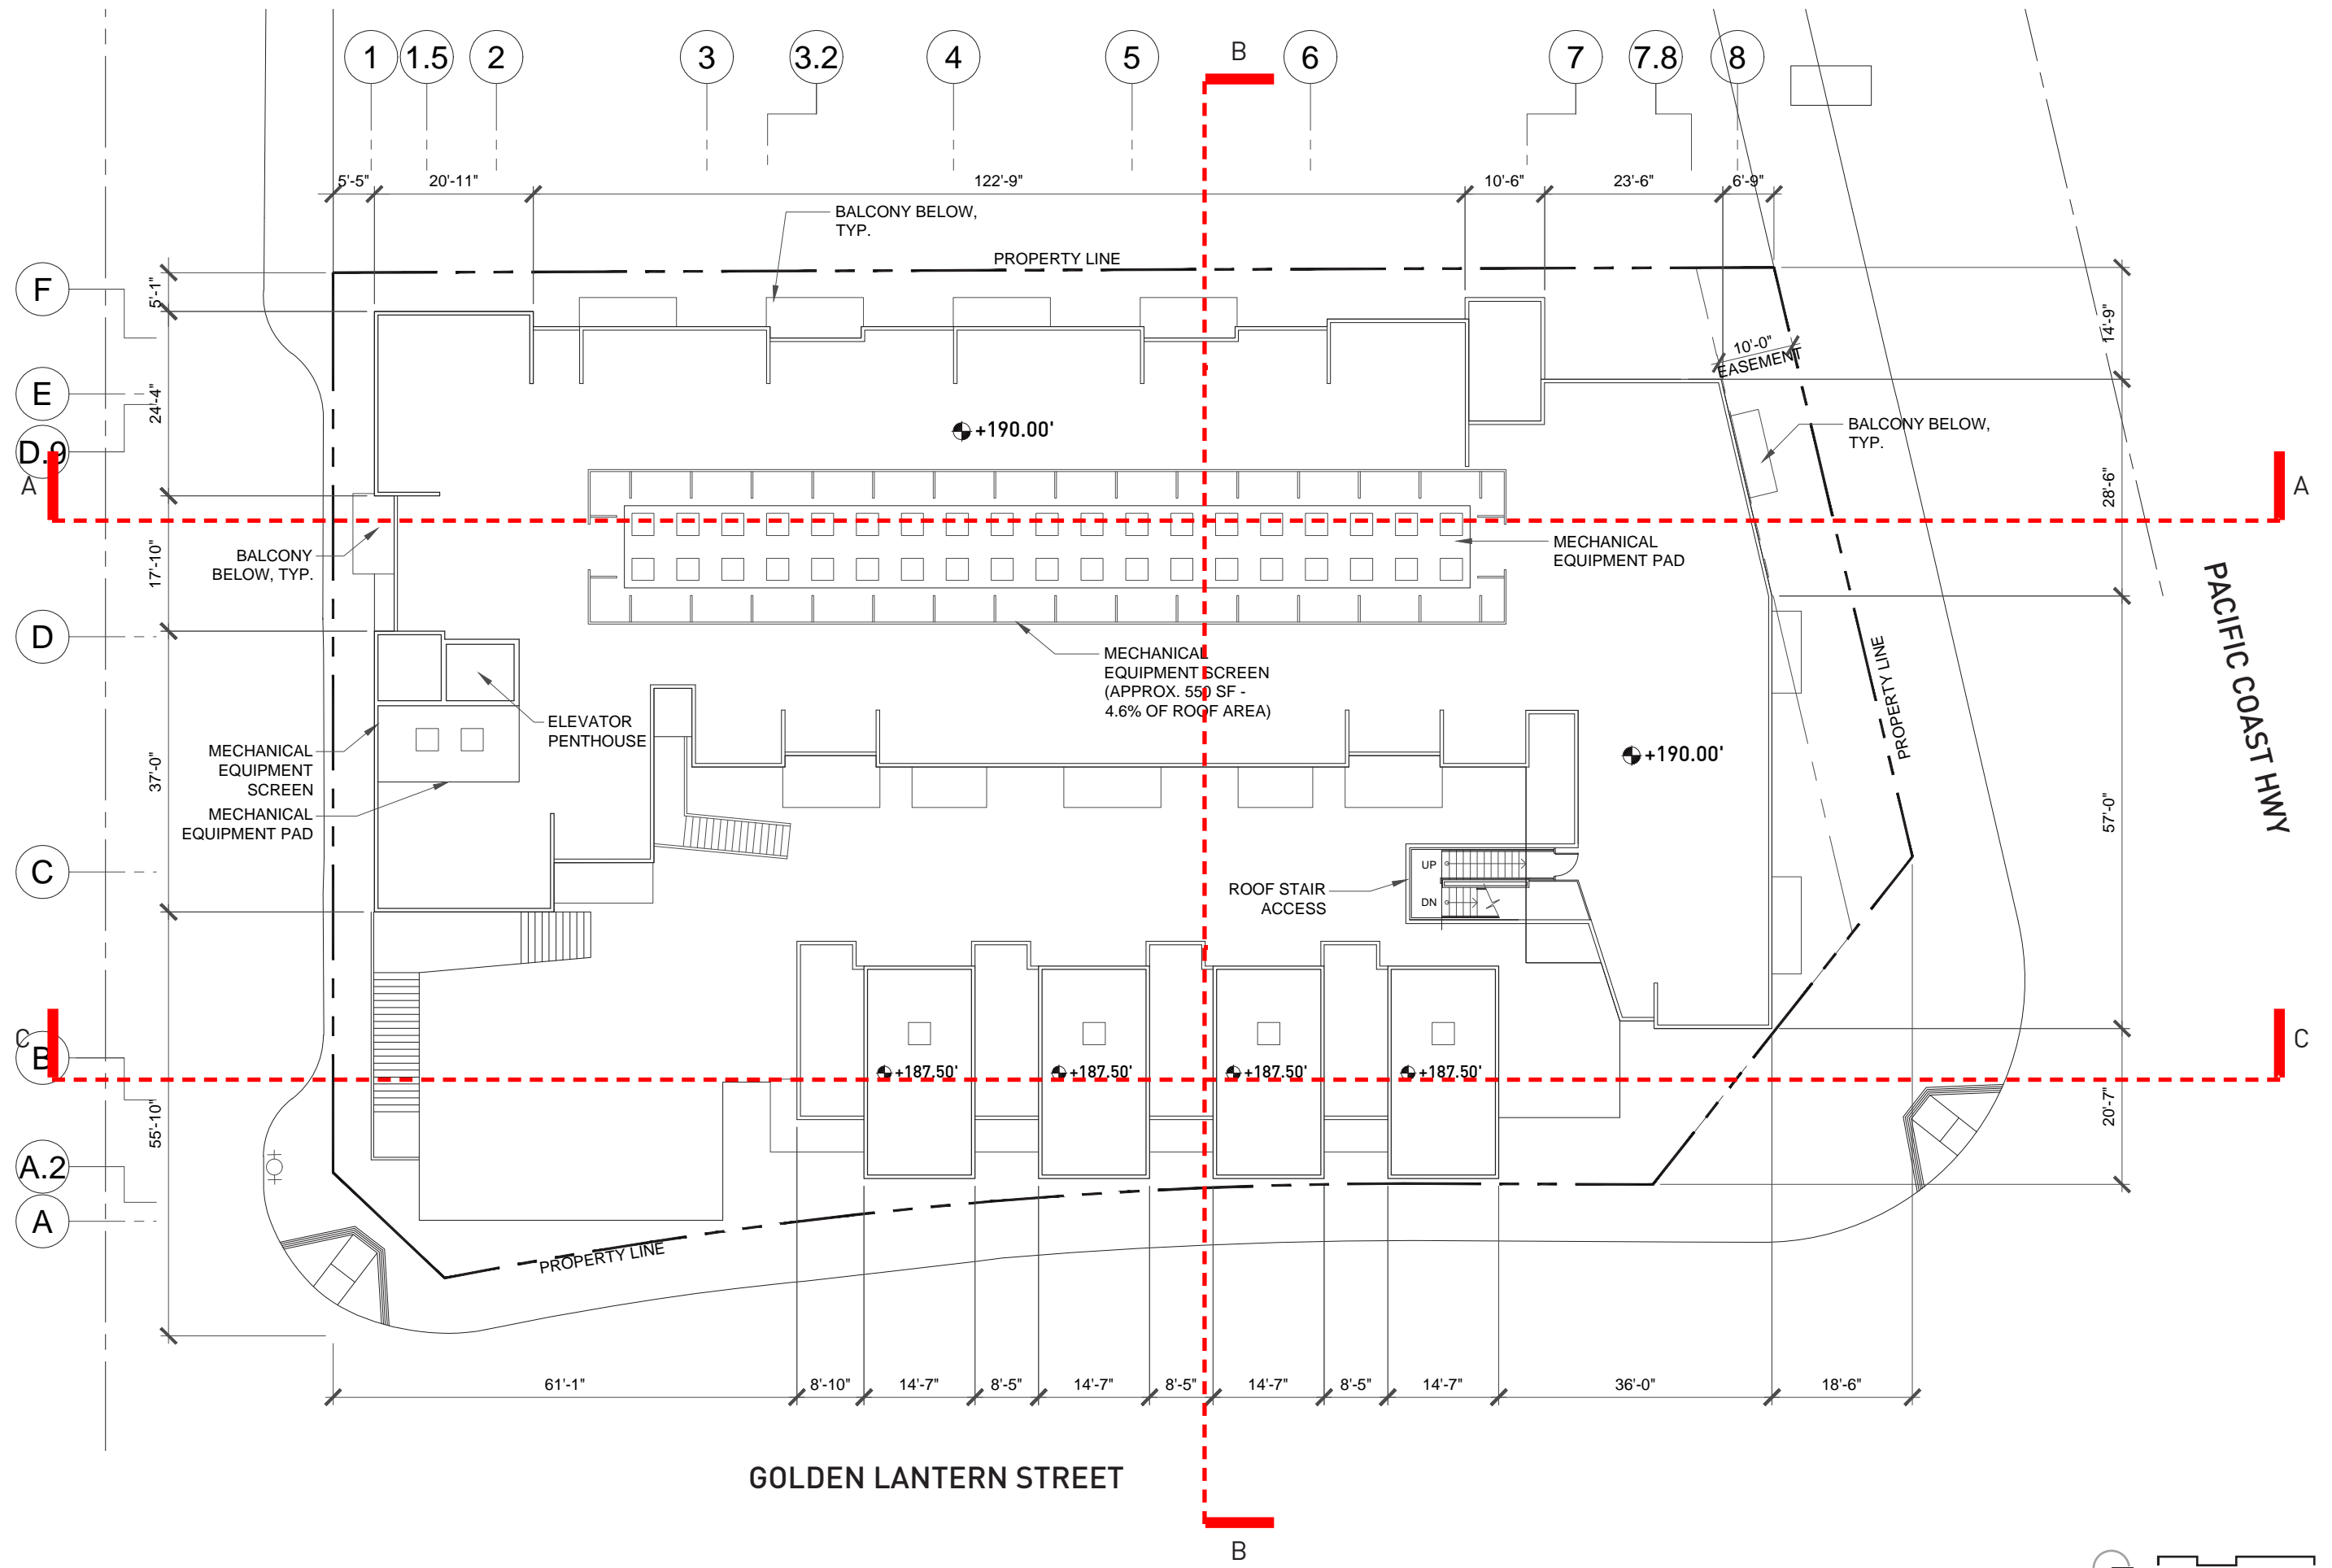 B
1
1.5
2
3
3.2
4
5
6
7
7.8
8
5'-5"
20'-11"
122'-9"
10'-6"
23'-6"
6'-9"
BALCONY BELOW,
TYP.
PROPERTY LINE
F
E
D.9
D
C
B
A.2
A
5'-1"
24'-4"
17'-10"
37'-0"
55'-10"
14'-9"
28'-6"
57'-0"
20'-7"
10'-0"
EASEMENT
BALCONY BELOW,
TYP.
+190.00'
A
A
BALCONY
BELOW, TYP.
MECHANICAL
EQUIPMENT PAD
MECHANICAL
EQUIPMENT SCREEN
(APPROX. 550 SF -
4.6% OF ROOF AREA)
ELEVATOR
PENTHOUSE
MECHANICAL
EQUIPMENT
SCREEN
MECHANICAL
EQUIPMENT PAD
+190.00'
PROPERTY LINE
PACIFIC COAST HWY
UP
DN
ROOF STAIR
ACCESS
C
C
+187.50'
+187.50'
+187.50'
+187.50'
PROPERTY LINE
61'-1"
8'-10"
14'-7"
8'-5"
14'-7"
8'-5"
14'-7"
8'-5"
14'-7"
36'-0"
18'-6"
GOLDEN LANTERN STREET
B